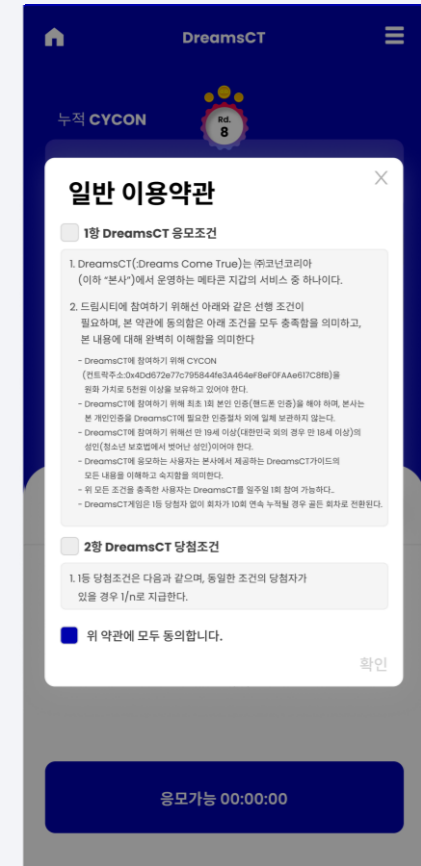 DreamsCT
누적 CYCON
Rd.
8
일반 이용약관
1항 DreamsCT 응모조건
1. DreamsCT(:Dreams Come True)는 ㈜코넌코리아
(이하 “본사”)에서 운영하는 메타콘 지갑의 서비스 중 하나이다.
2. 드림시티에 참여하기 위해선 아래와 같은 선행 조건이
필요하며, 본 약관에 동의함은 아래 조건을 모두 충족함을 의미하고,
본 내용에 대해 완벽히 이해함을 의미한다
- DreamsCT에 참여하기 위해 CYCON
(컨트락주소:0x4Dd672e77c795844fe3A464eF8eF0FAAe617C8fB)을
원화 가치로 5천원 이상을 보유하고 있어야 한다.
- DreamsCT에 참여하기 위해 최초 1회 본인 인증(핸드폰 인증)을 해야 하며, 본사는
본 개인인증을 DreamsCT에 필요한 인증절차 외에 일체 보관하지 않는다.
- DreamsCT에 참여하기 위해선 만 19세 이상(대한민국 외의 경우 만 18세 이상)의
성인(청소년 보호법에서 벗어난 성인)이어야 한다.
- DreamsCT에 응모하는 사용자는 본사에서 제공하는 DreamsCT가이드의
모든 내용을 이해하고 숙지함을 의미한다.
- 위 모든 조건을 충족한 사용자는 DreamsCT를 일주일 1회 참여 가능하다..
- DreamsCT게임은 1등 당첨자 없이 회차가 10회 연속 누적될 경우 골든 회차로 전환된다.
2항 DreamsCT 당첨조건
1. 1등 당첨조건은 다음과 같으며, 동일한 조건의 당첨자가
있을 경우 1/n로 지급한다.
위 약관에 모두 동의합니다.
확인
응모가능 00:00:00